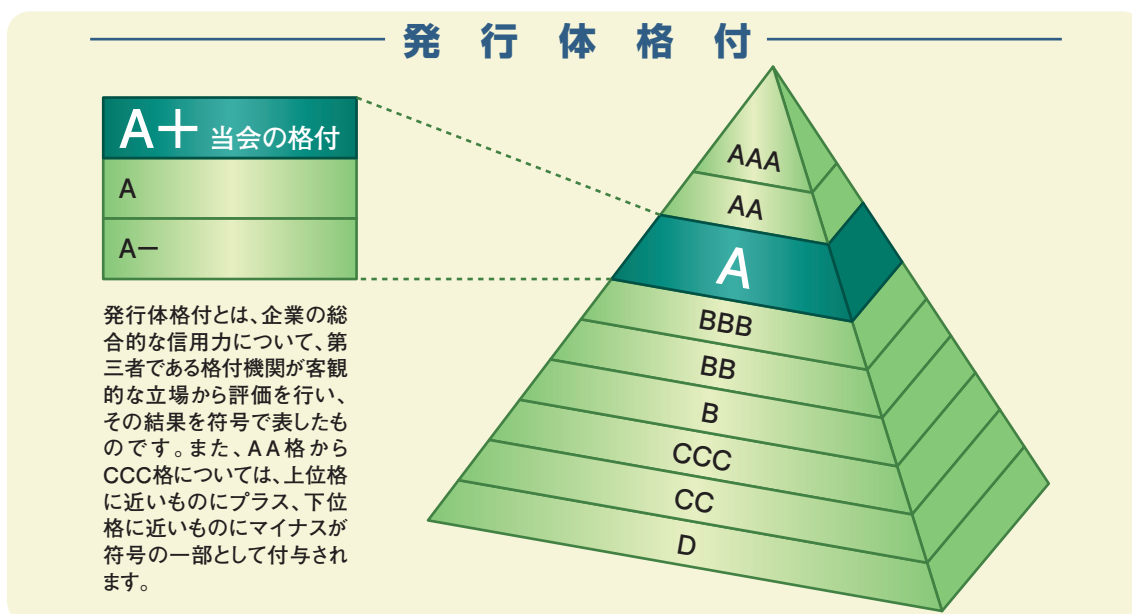 発行体格付
A+ 当会の格付
A
A−
発行体格付とは、企業の総
合的な信用力について、第
三者である格付機関が客観
的な立場から評価を行い、
その結果を符号で表したも
のです。また、AA格から
CCC格については、上位格
に近いものにプラス、下位
格に近いものにマイナスが
符号の一部として付与され
ます。
AAA
AA
A
BBB
BB
B
CCC
CC
D